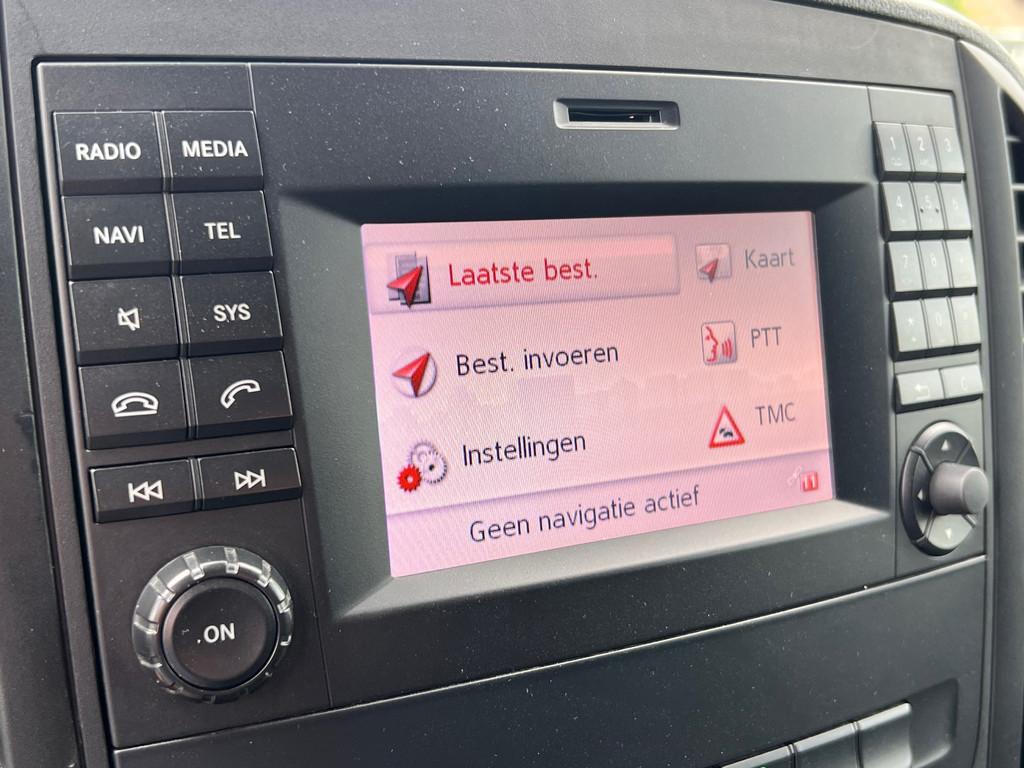 RADIO MEDIA
NAVI TEL
SYS
ON
Laatste best.
Best. invoeren
Instellingen
Kaart
PTT
TMC
Geen navigatie actief
1 2 3
4 5 6
7 8
* 0
C